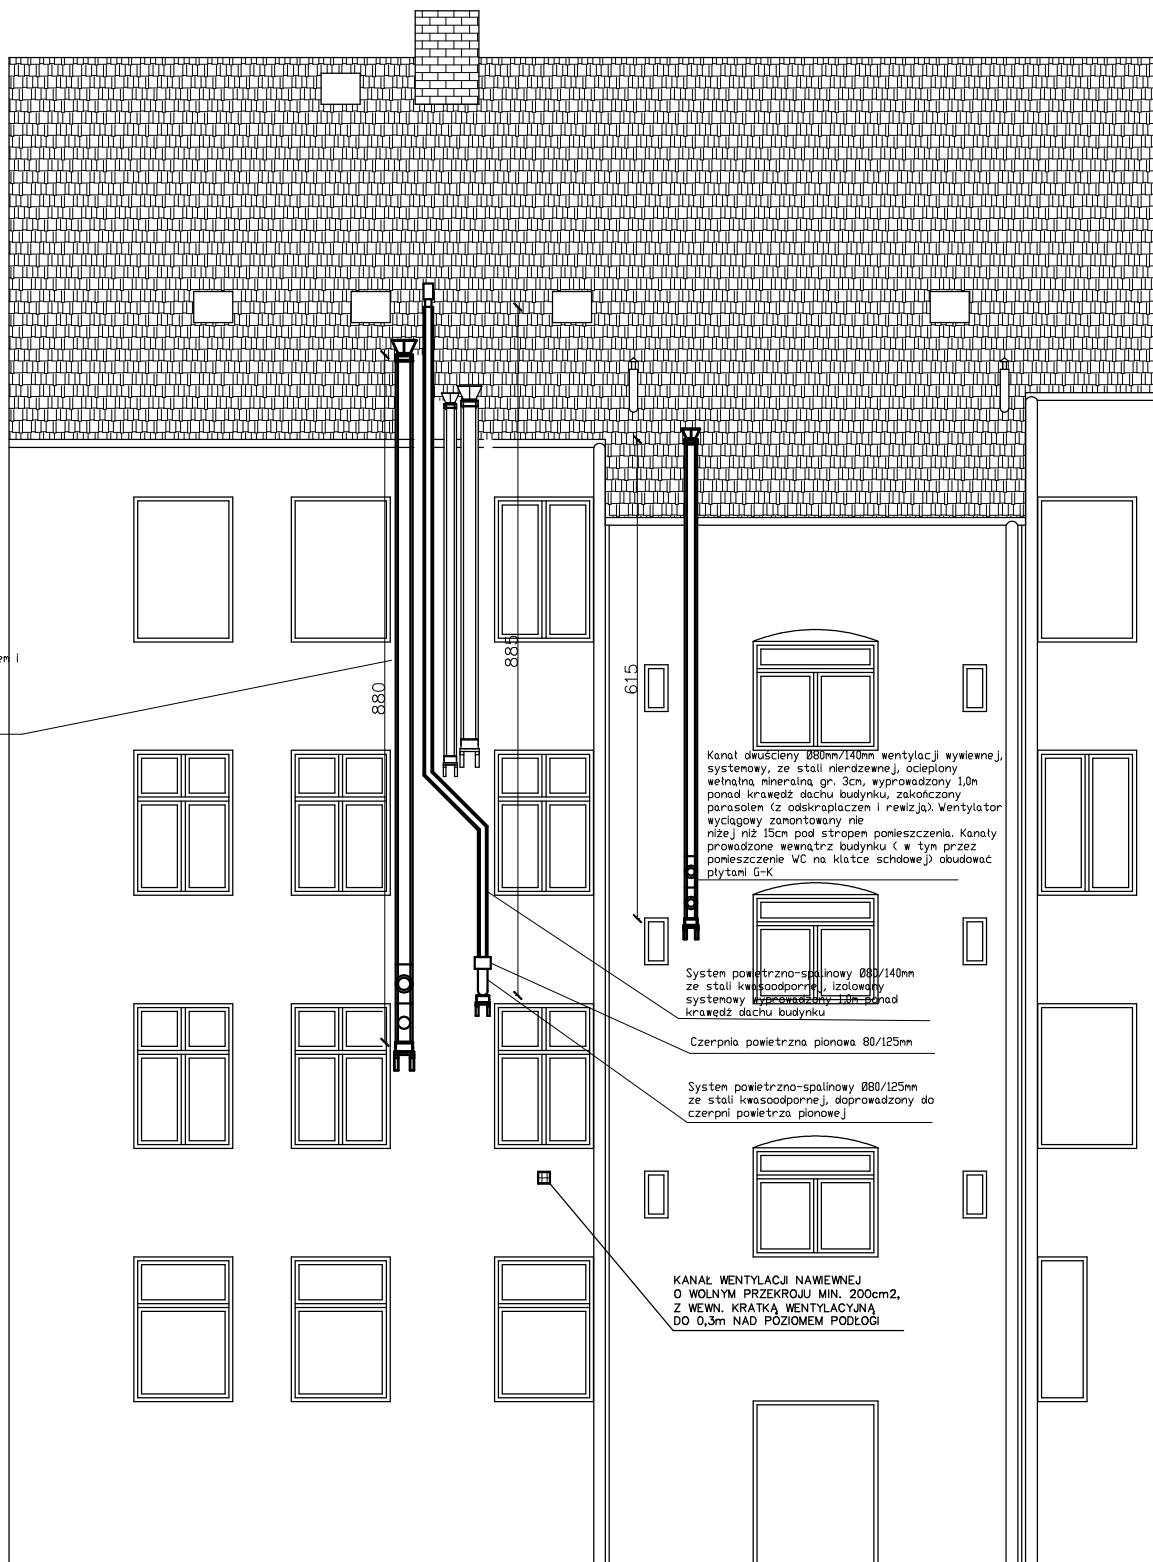 em i
880
885
615
Kanał dwuścieny Ø80mm/140mm wentylacji wywiewnej,
systemowy, ze stali nierdzewnej, ocieplony
wełnalną mineralną gr. 3cm, wyprowadzony 1,0m
ponad krawędź dachu budynku, zakończony
parasolem (z odskraplaczem i rewizją). Wentylator
wyciągowy zamontowany nie
niżej niż 15cm pod stropem pomieszczenia. Kanały
prowadzone wewnątrz budynku ( w tym przez
pomieszczenie WC na klatce schdowej) obudować
płytami G-K
System powietrzno-spalinowy Ø80/140mm
ze stali kwasoodpornej, izolowany
systemowy wyprowadzony 1,0m ponad
krawędź dachu budynku
Czerpnia powietrzna pionowa 80/125mm
System powietrzno-spalinowy Ø80/125mm
ze stali kwasoodpornej, doprowadzony do
czerpni powietrza pionowej
KANAŁ WENTYLACJI NAWIEWNEJ
O WOLNYM PRZEKROJU MIN. 200cm2,
Z WEWN. KRATKĄ WENTYLACYJNĄ
DO 0,3m NAD POZIOMEM PODŁOGI